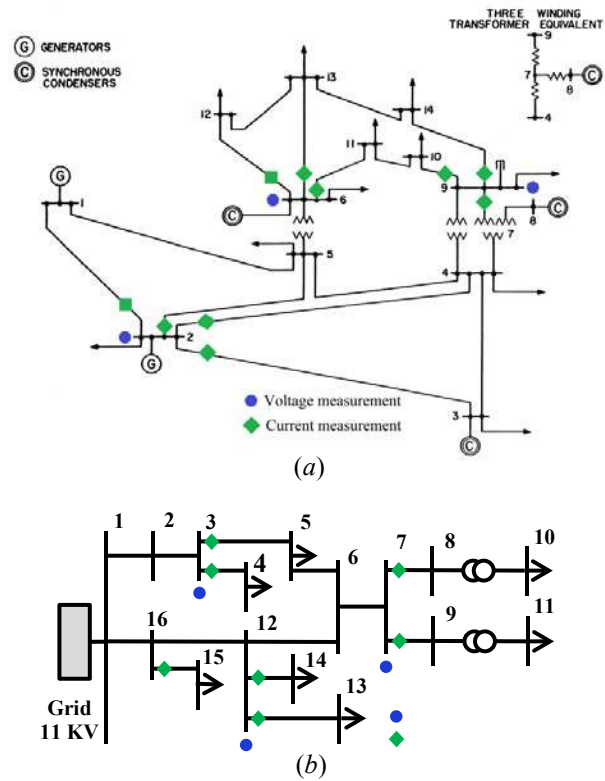 THREE WINDING
TRANSFORMER EQUIVALENT
G GENERATORS
C SYNCHRONOUS
CONDENSERS
9
7
C
8
4
13
14
12
11
10
G
1
C
6
9
C
8
7
5
4
2
G
3
C
Voltage measurement
Current measurement
(a)
1 2 3 5 6 7 8 10
4
16 12 9 11
15 14
13
Grid
11 KV
(b)